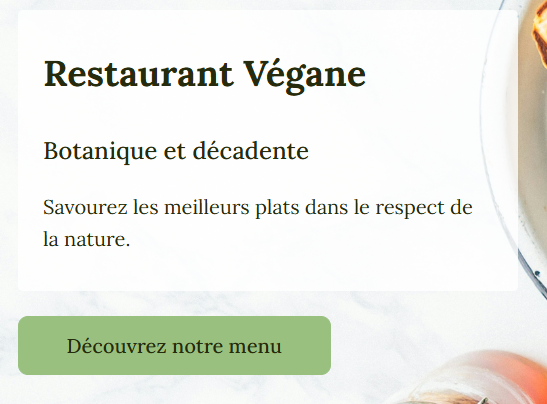 Restaurant Végane
Botanique et décadente
Savourez les meilleurs plats dans le respect de
la nature.
Découvrez notre menu